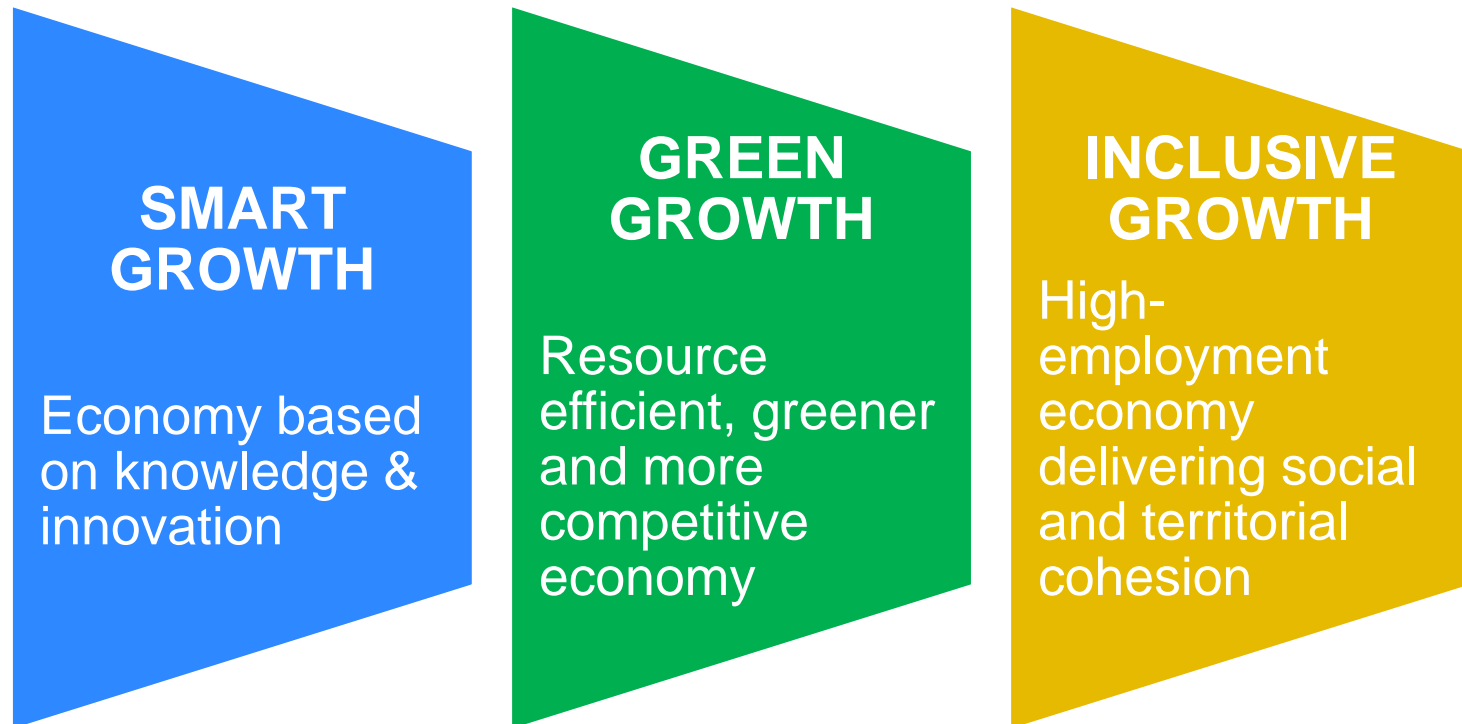 SMART
GROWTH
Economy based
on knowledge &
innovation
GREEN
GROWTH
Resource
efficient, greener
and more
competitive
economy
INCLUSIVE
GROWTH
High-
employment
economy
delivering social
and territorial
cohesion